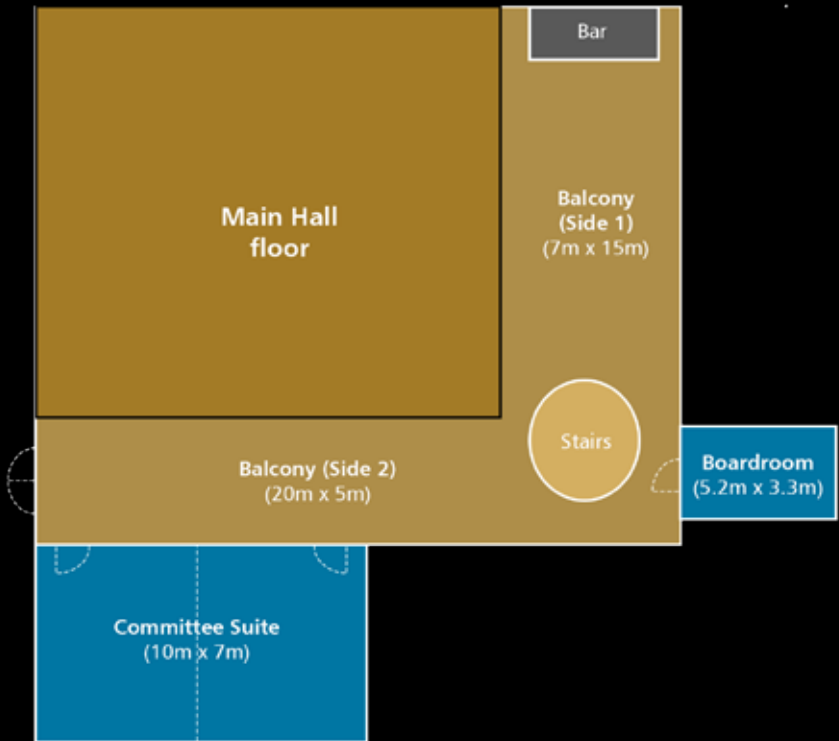 Bar
Main Hall
floor
Balcony
(Side 1)
(7m x 15m)
Stairs
Balcony (Side 2)
(20m x 5m)
Boardroom
(5.2m x 3.3m)
Committee Suite
(10m x 7m)